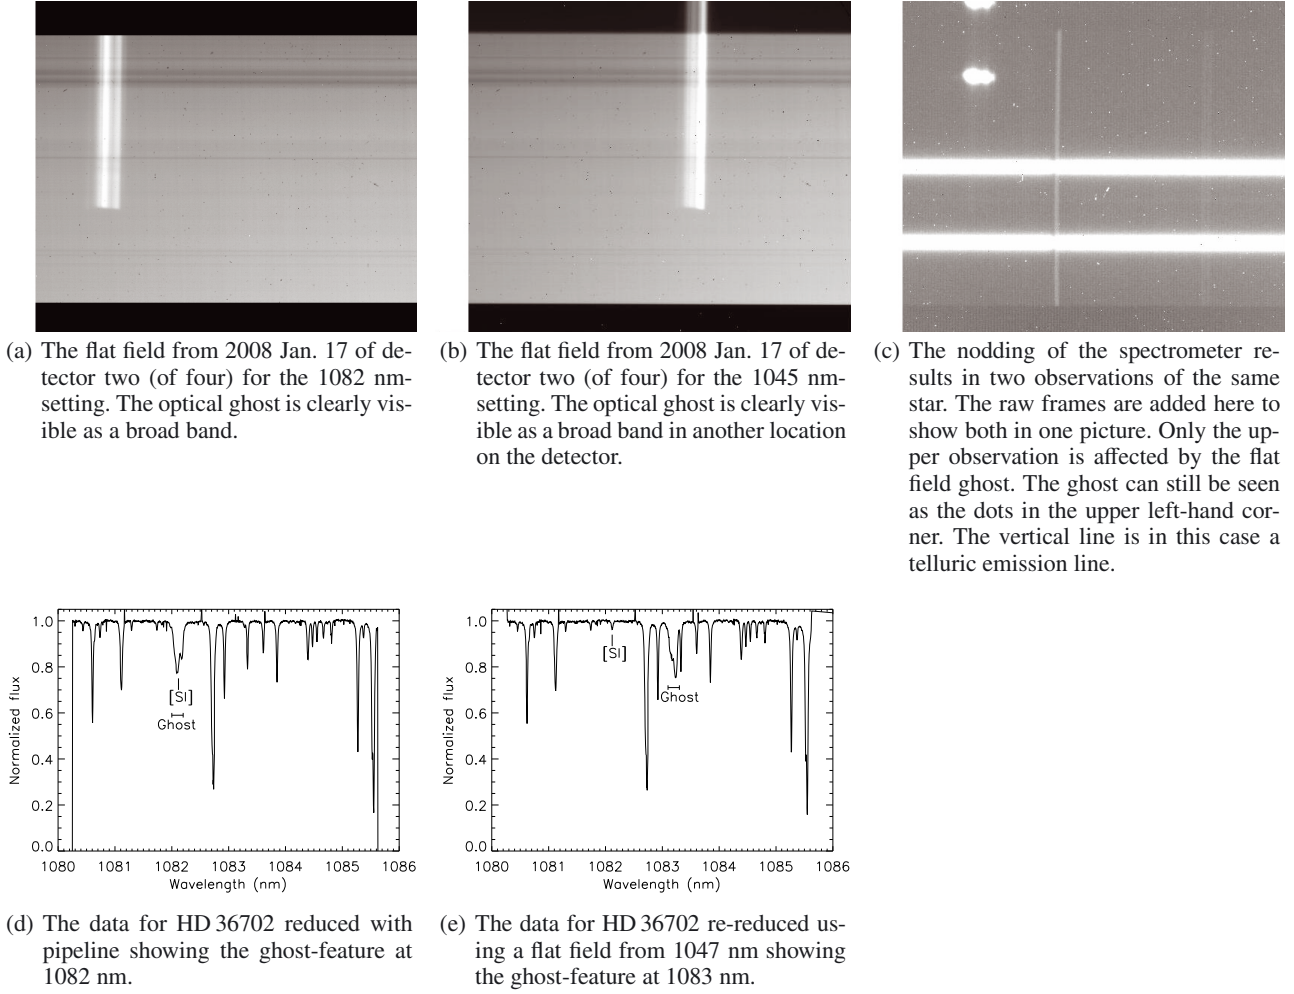 (a) The flat field from 2008 Jan. 17 of de-
tector two (of four) for the 1082 nm-
setting. The optical ghost is clearly vis-
ible as a broad band.
(b) The flat field from 2008 Jan. 17 of de-
tector two (of four) for the 1045 nm-
setting. The optical ghost is clearly vis-
ible as a broad band in another location
on the detector.
(c) The nodding of the spectrometer re-
sults in two observations of the same
star. The raw frames are added here to
show both in one picture. Only the up-
per observation is affected by the flat
field ghost. The ghost can still be seen
as the dots in the upper left-hand cor-
ner. The vertical line is in this case a
telluric emission line.
1.0
0.8
0.6
0.4
0.2
0.0
Normalized flux
[SI]
Ghost
1080 1081 1082 1083 1084 1085 1086
Wavelength (nm)
1.0
0.8
0.6
0.4
0.2
0.0
Normalized flux
[SI]
Ghost
1080 1081 1082 1083 1084 1085 1086
Wavelength (nm)
(d) The data for HD 36702 reduced with
pipeline showing the ghost-feature at
1082 nm.
(e) The data for HD 36702 re-reduced us-
ing a flat field from 1047 nm showing
the ghost-feature at 1083 nm.